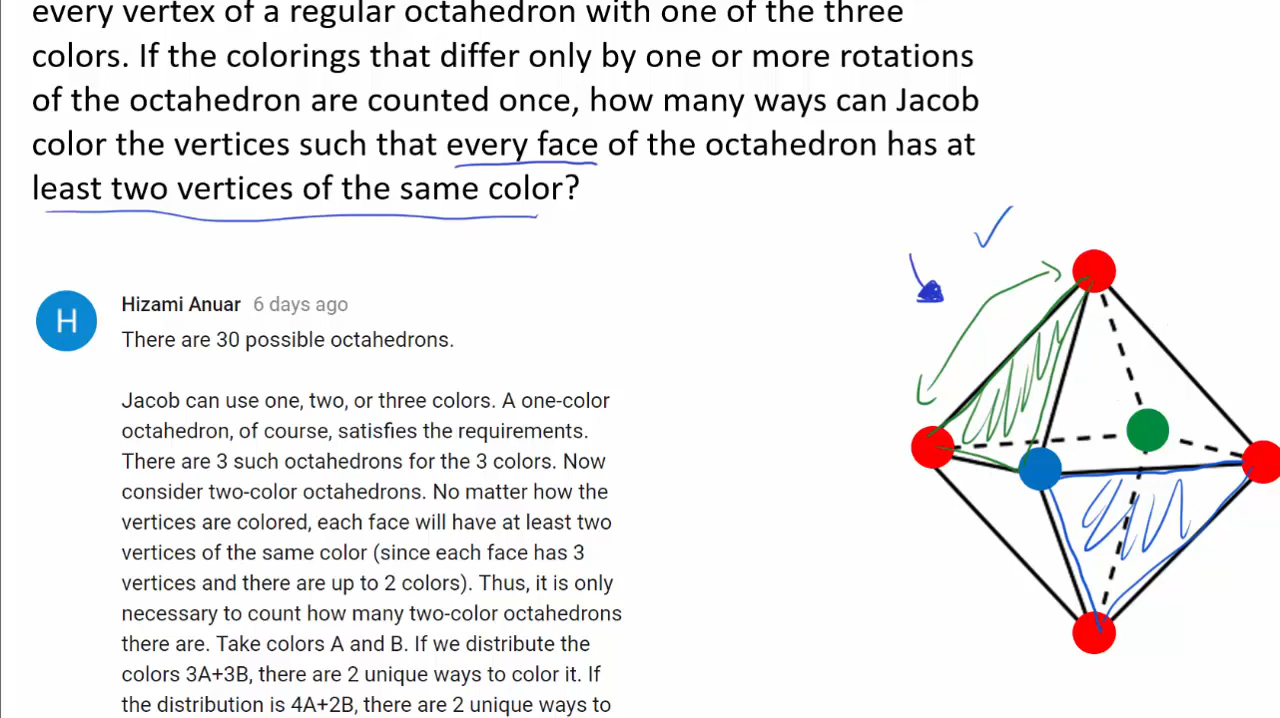 every vertex of a regular octahedron with one of the three
colors. If the colorings that differ only by one or more rotations
of the octahedron are counted once, how many ways can Jacob
color the vertices such that every face of the octahedron has at
least two vertices of the same color?
H
Hizami Anuar 6 days ago
There are 30 possible octahedrons.
Jacob can use one, two, or three colors. A one-color
octahedron, of course, satisfies the requirements.
There are 3 such octahedrons for the 3 colors. Now
consider two-color octahedrons. No matter how the
vertices are colored, each face will have at least two
vertices of the same color (since each face has 3
vertices and there are up to 2 colors). Thus, it is only
necessary to count how many two-color octahedrons
there are. Take colors A and B. If we distribute the
colors 3A+3B, there are 2 unique ways to color it. If
the distribution is 4A+2B, there are 2 unique ways to